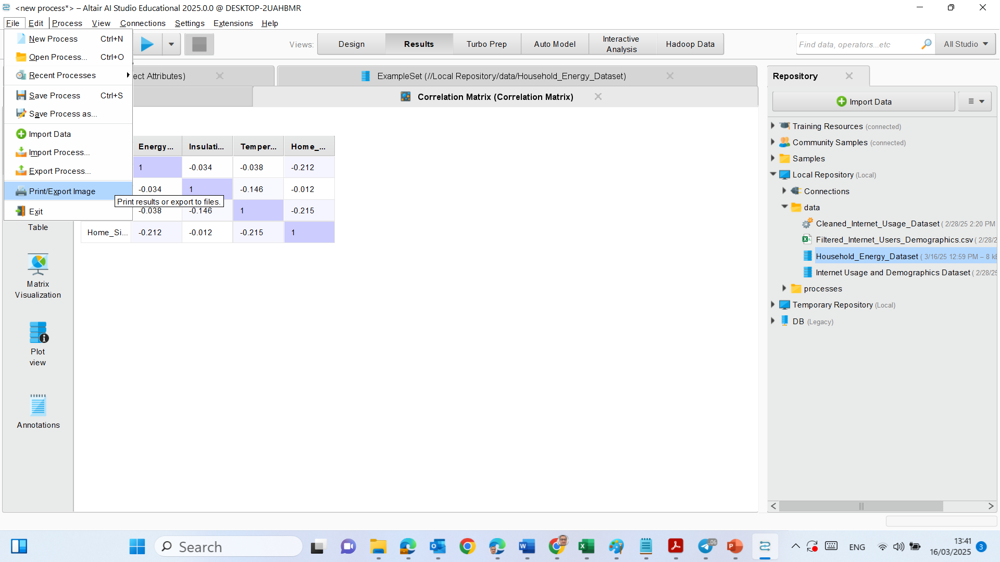 <new process*> – Altair AI Studio Educational 2025.0.0 @ DESKTOP-2UAHBMR
File Edit Process View Connections Settings Extensions Help
New Process Ctrl+N
Open Process... Ctrl+O
Recent Processes
Save Process Ctrl+S
Save Process as...
Import Data
Import Process...
Export Process...
Print/Export Image
Print results or export to files.
Exit
Views: Design Results Turbo Prep Auto Model Interactive Analysis Hadoop Data
Find data, operators...etc
All Studio
ect Attributes)
ExampleSet (//Local Repository/data/Household_Energy_Dataset)
Correlation Matrix (Correlation Matrix)
Energy... Insulati... Temper... Home_...
1 -0.034 -0.038 -0.212
-0.034 1 -0.146 -0.012
-0.038 -0.146 1 -0.215
Home_Si... -0.212 -0.012 -0.215 1
Table
Matrix
Visualization
Plot
view
Annotations
Repository
Import Data
Training Resources (connected)
Community Samples (connected)
Samples
Local Repository (Local)
Connections
data
Cleaned_Internet_Usage_Dataset ( 2/28/25 2:20 PM
Filtered_Internet_Users_Demographics.csv ( 2/28/2
Household_Energy_Dataset ( 3/16/25 12:59 PM – 8 kB
Internet Usage and Demographics Dataset ( 2/28/25
processes
Temporary Repository (Local)
DB (Legacy)
Search
.06
ENG
13:41
16/03/2025
3